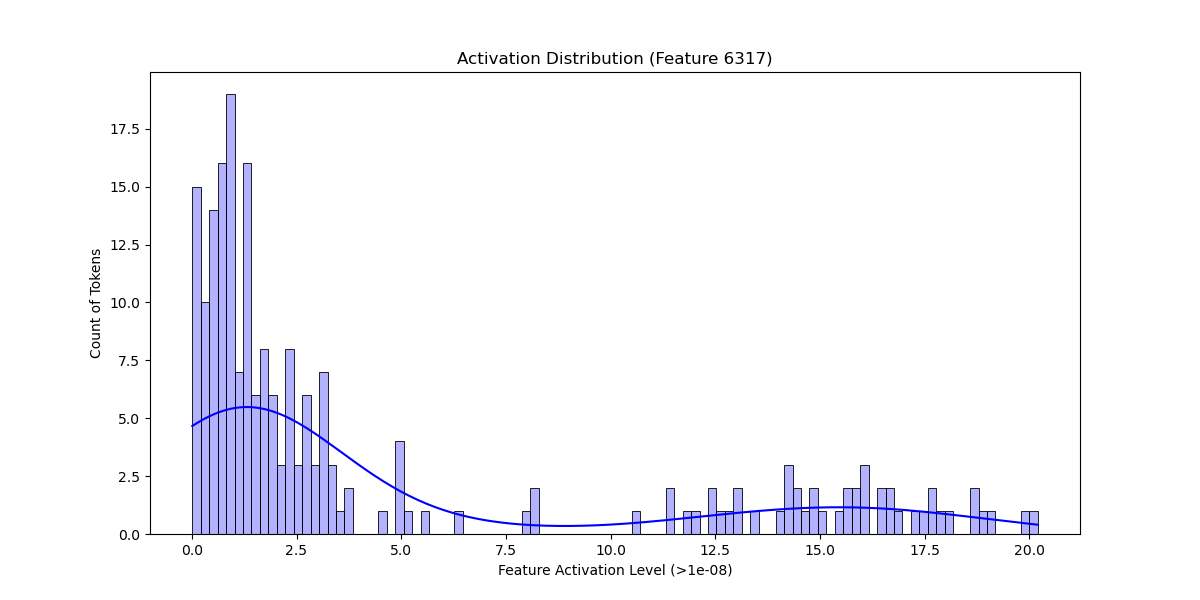 Activation Distribution (Feature 6317)
Count of Tokens
17.5
15.0
12.5
10.0
7.5
5.0
2.5
0.0
0.0 2.5 5.0 7.5 10.0 12.5 15.0 17.5 20.0
Feature Activation Level (>1e-08)